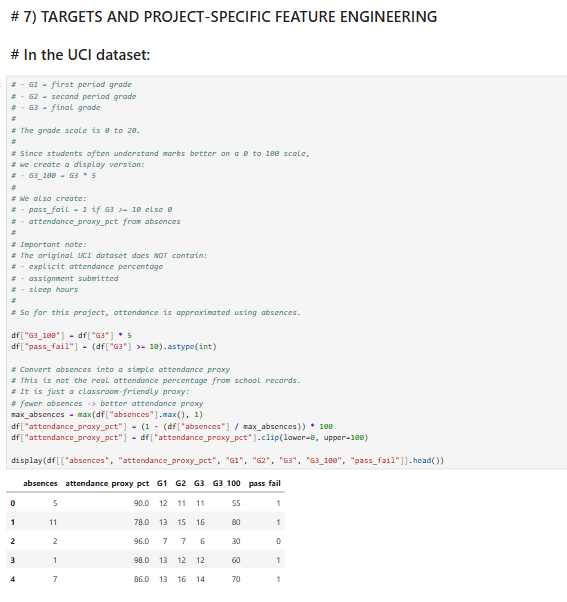 # 7) TARGETS AND PROJECT-SPECIFIC FEATURE ENGINEERING
# In the UCI dataset:
# - G1 = first period grade
# - G2 = second period grade
# - G3 = final grade
#
# The grade scale is 0 to 20.
#
# Since students often understand marks better on a 0 to 100 scale,
# we create a display version:
# - G3_100 = G3 * 5
#
# We also create:
# - pass_fail = 1 if G3 >= 10 else 0
# - attendance_proxy_pct from absences
#
# Important note:
# The original UCI dataset does NOT contain:
# - explicit attendance percentage
# - assignment submitted
# - sleep hours
#
# So for this project, attendance is approximated using absences.
df["G3_100"] = df["G3"] * 5
df["pass_fail"] = (df["G3"] >= 10).astype(int)
# Convert absences into a simple attendance proxy
# This is not the real attendance percentage from school records.
# It is just a classroom-friendly proxy:
# fewer absences -> better attendance proxy
max_absences = max(df["absences"].max(), 1)
df["attendance_proxy_pct"] = (1 - (df["absences"] / max_absences)) * 100
df["attendance_proxy_pct"] = df["attendance_proxy_pct"].clip(lower=0, upper=100)
display(df[["absences", "attendance_proxy_pct", "G1", "G2", "G3", "G3_100", "pass_fail"]].head())
absences attendance_proxy_pct G1 G2 G3 G3_100 pass_fail
0 5 90.0 12 11 11 55 1
1 11 78.0 13 15 16 80 1
2 2 96.0 7 7 6 30 0
3 1 98.0 13 12 12 60 1
4 7 86.0 13 16 14 70 1